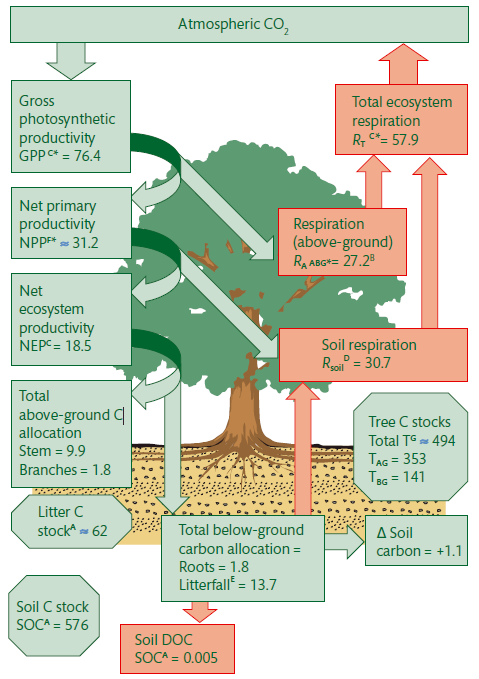 Atmospheric CO2
Gross
photosynthetic
productivity
GPP C* = 76.4
Total ecosystem
respiration
RT C*= 57.9
Net primary
productivity
NPPF* ≈ 31.2
Respiration
(above-ground)
RA ABG*= 27.2B
Net
ecosystem
productivity
NEPC= 18.5
Soil respiration
RsoilD = 30.7
Total
above-ground C
allocation
Stem = 9.9
Branches = 1.8
Tree C stocks
Total TG ≈ 494
TAG = 353
TBG = 141
Litter C
stockA ≈ 62
Total below-ground
carbon allocation =
Roots = 1.8
LitterfallE = 13.7
Δ Soil
carbon = +1.1
Soil C stock
SOCA = 576
Soil DOC
SOCA = 0.005